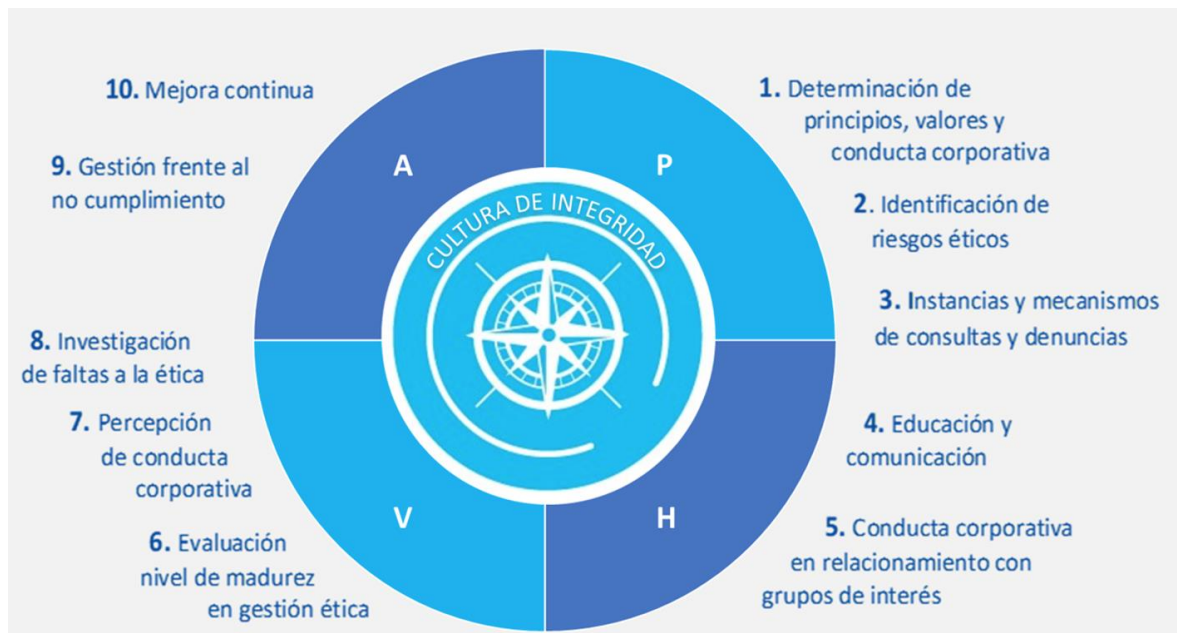 10. Mejora continua
9. Gestión frente al
no cumplimiento
8. Investigación
de faltas a la ética
7. Percepción
de conducta
corporativa
6. Evaluación
nivel de madurez
en gestión ética
A
P
CULTURA DE INTEGRIDAD
V
H
1. Determinación de
principios, valores y
conducta corporativa
2. Identificación de
riesgos éticos
3. Instancias y mecanismos
de consultas y denuncias
4. Educación y
comunicación
5. Conducta corporativa
en relacionamiento con
grupos de interés